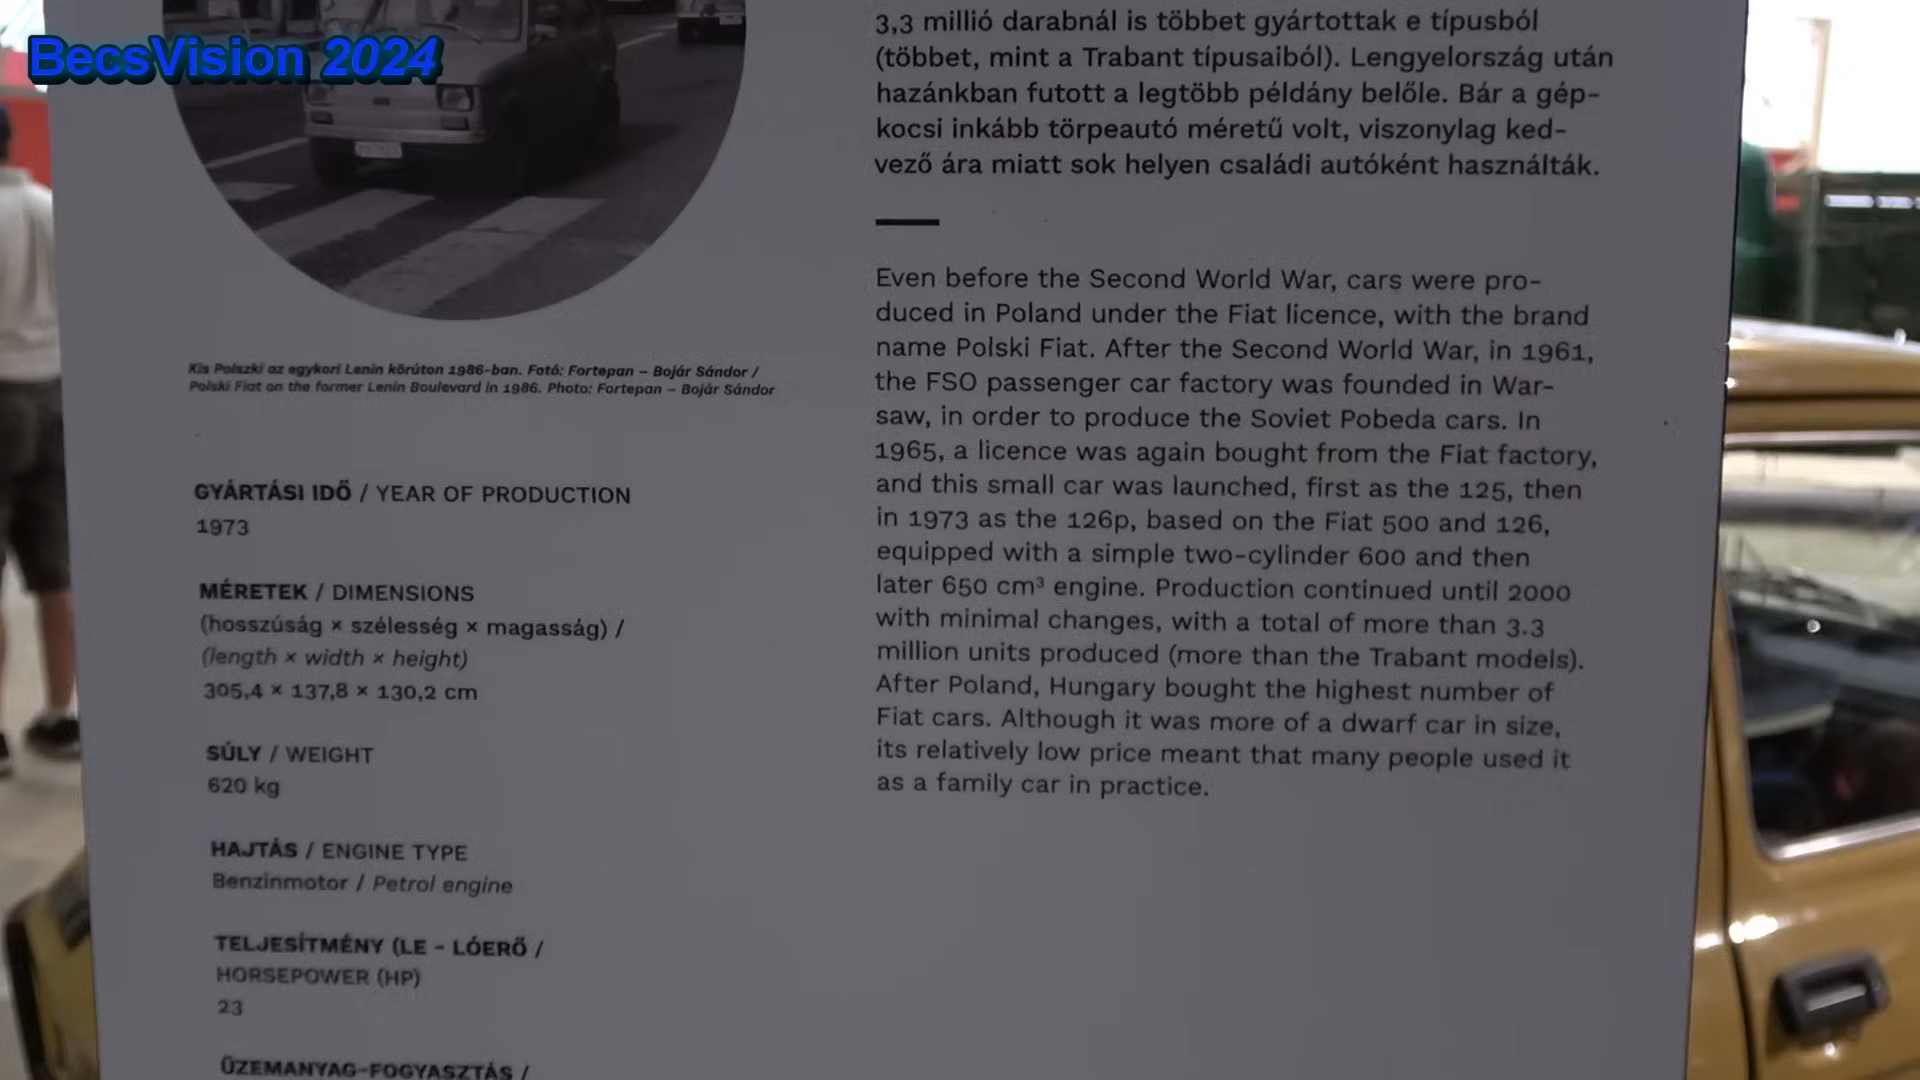 BecsVision 2024
Kis Polszki az egykori Lenin körúton 1986-ban. Fotó: Fortepan – Bojár Sándor /
Polski Fiat on the former Lenin Boulevard in 1986. Photo: Fortepan – Bojár Sándor
GYÁRTÁSI IDŐ / YEAR OF PRODUCTION
1973
MÉRETEK / DIMENSIONS
(hosszúság × szélesség × magasság) /
(length × width × height)
305,4 × 137,8 × 130,2 cm
SÚLY / WEIGHT
620 kg
HAJTÁS / ENGINE TYPE
Benzinmotor / Petrol engine
TELJESÍTMÉNY (LE - LÓERŐ /
HORSEPOWER (HP)
23
ÜZEMANYAG-FOGYASZTÁS /
3,3 millió darabnál is többet gyártottak e típusból
(többet, mint a Trabant típusaiból). Lengyelország után
hazánkban futott a legtöbb példány belőle. Bár a gép-
kocsi inkább törpeautó méretű volt, viszonylag ked-
vező ára miatt sok helyen családi autóként használták.
Even before the Second World War, cars were pro-
duced in Poland under the Fiat licence, with the brand
name Polski Fiat. After the Second World War, in 1961,
the FSO passenger car factory was founded in War-
saw, in order to produce the Soviet Pobeda cars. In
1965, a licence was again bought from the Fiat factory,
and this small car was launched, first as the 125, then
in 1973 as the 126p, based on the Fiat 500 and 126,
equipped with a simple two-cylinder 600 and then
later 650 cm³ engine. Production continued until 2000
with minimal changes, with a total of more than 3.3
million units produced (more than the Trabant models).
After Poland, Hungary bought the highest number of
Fiat cars. Although it was more of a dwarf car in size,
its relatively low price meant that many people used it
as a family car in practice.